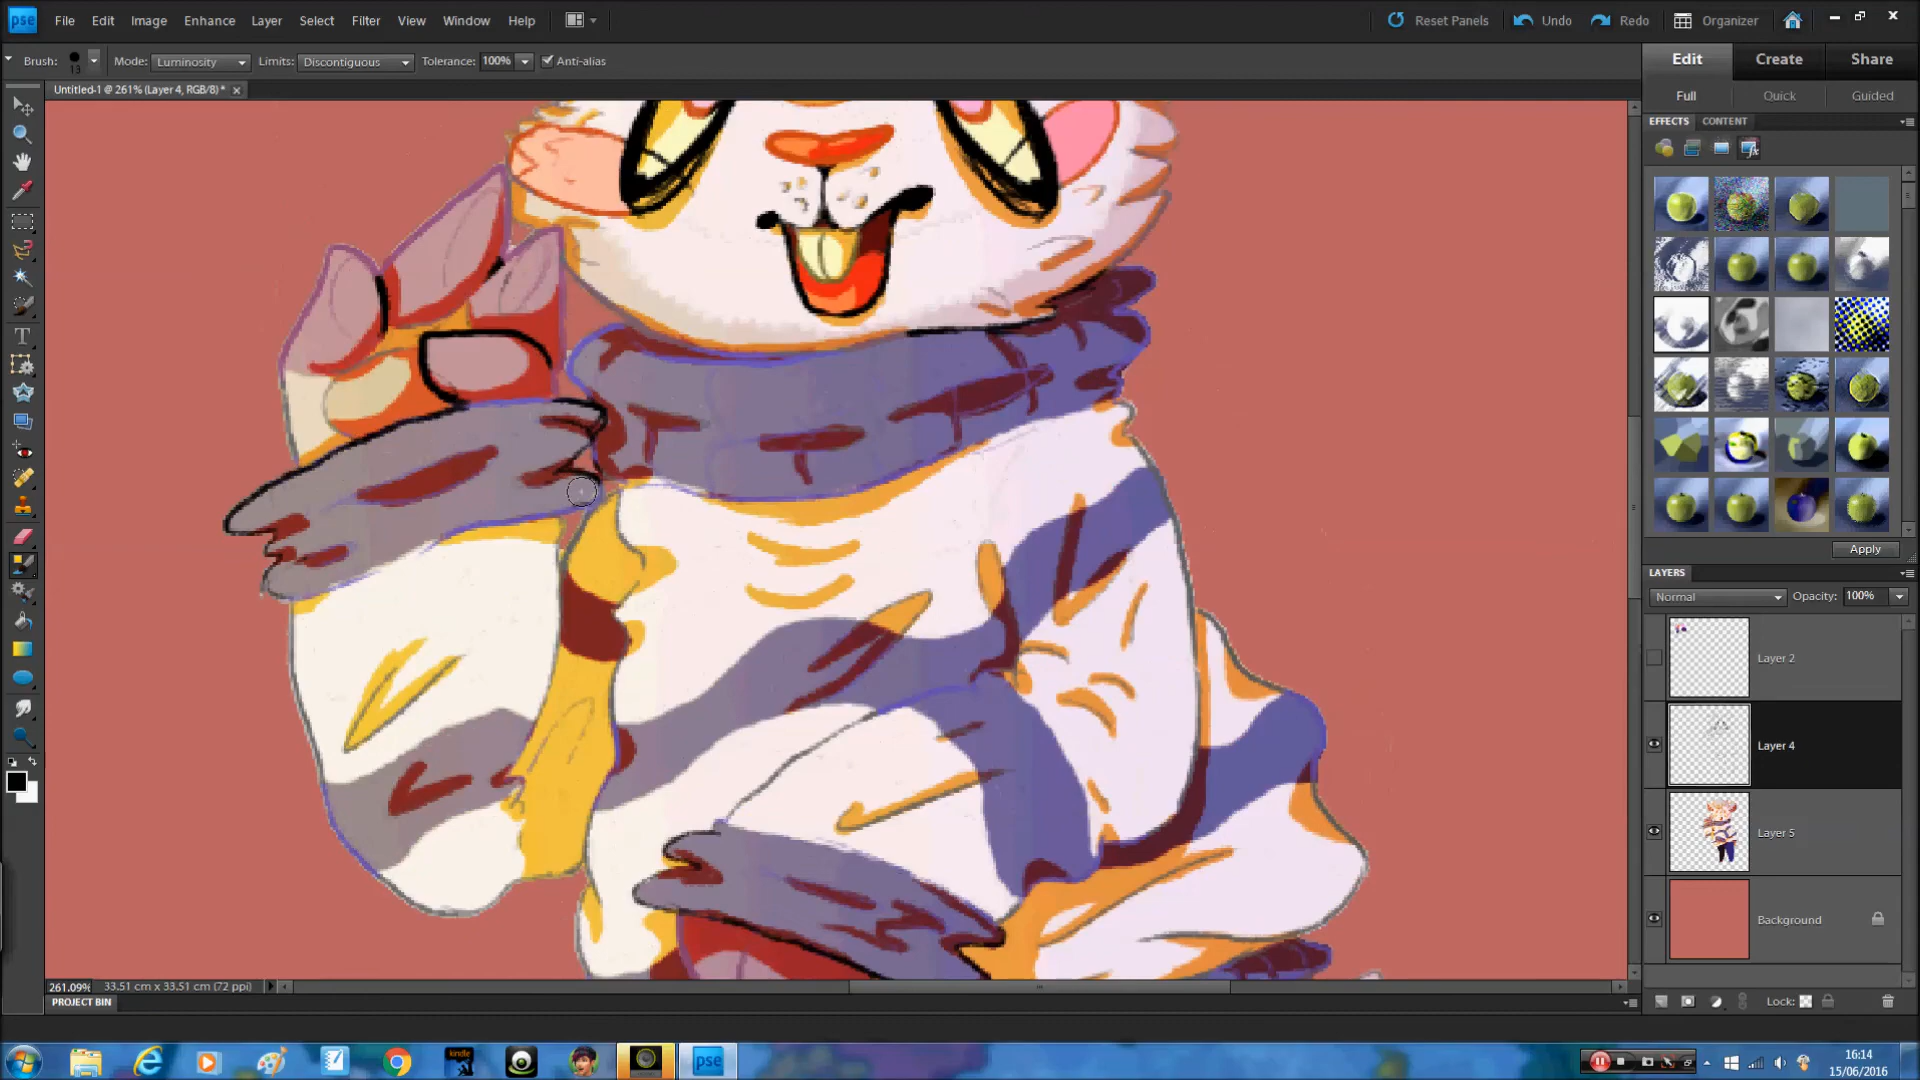 pse File Edit Image Enhance Layer Select Filter View Window Help Reset Panels Undo Redo Organizer
Brush: 13 Mode: Luminosity Limits: Discontiguous Tolerance: 100% Anti-alias
Edit Create Share
Untitled-1 @ 261% (Layer 4, RGB/8) *
Full Quick Guided
EFFECTS CONTENT
Apply
LAYERS
Normal Opacity: 100%
Layer 2
Layer 4
Layer 5
Background
261.09% 33.51 cm x 33.51 cm (72 ppi)
PROJECT BIN
Lock:
kindle pse
16:14
15/06/2016